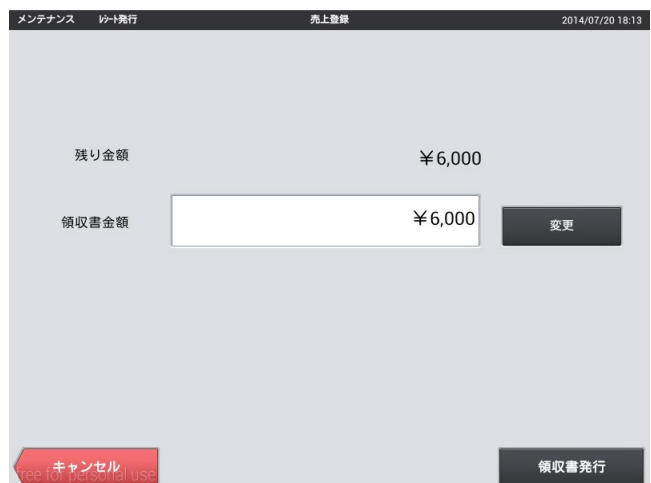 メンテナンス ﾚｼｰﾄ発行 売上登録 2014/07/20 18:13
残り金額 ￥6,000
領収書金額 ￥6,000 変更
キャンセル 領収書発行
free for personal use